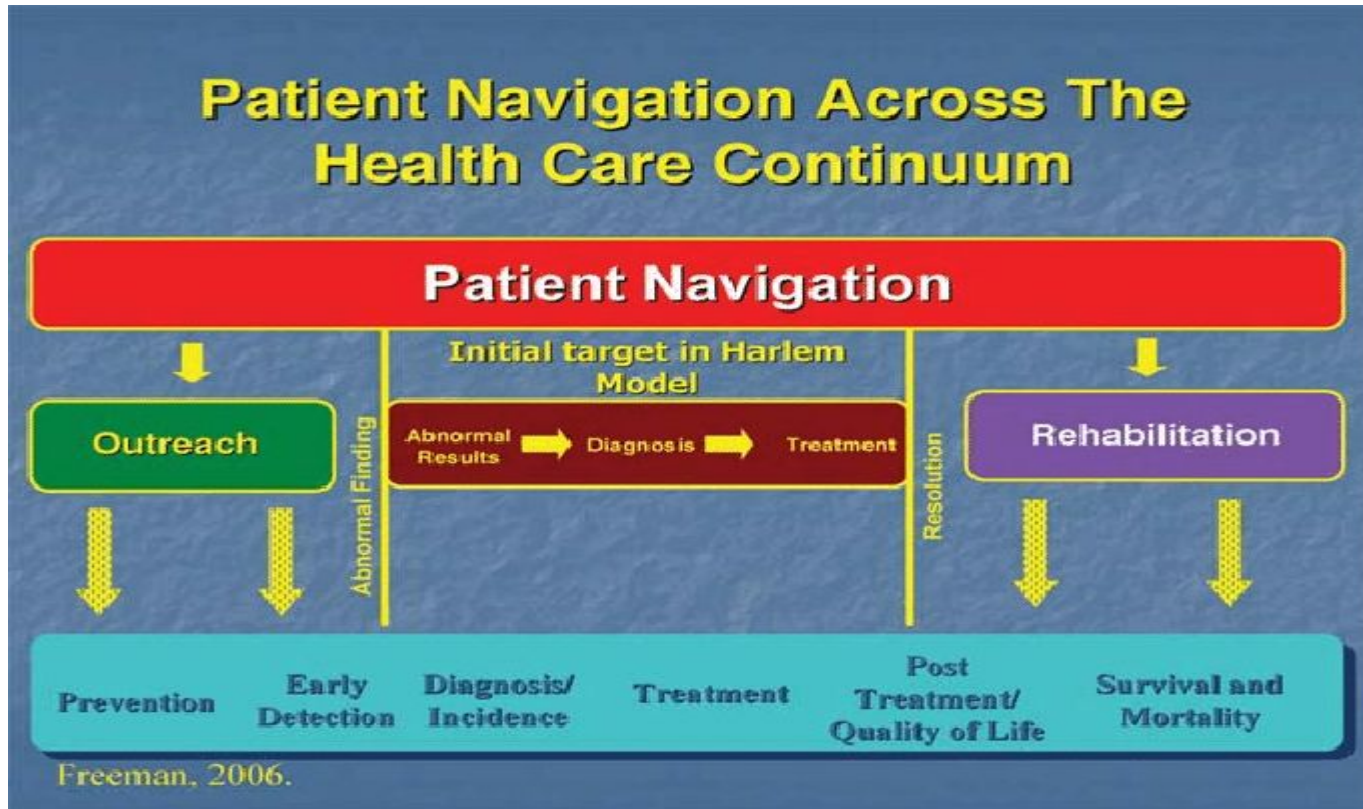 Patient Navigation Across The
Health Care Continuum
Patient Navigation
Initial target in Harlem
Model
Outreach
Abnormal Finding
Abnormal
Results
Diagnosis
Treatment
Resolution
Rehabilitation
Prevention
Early
Detection
Diagnosis/
Incidence
Treatment
Post
Treatment/
Quality of Life
Survival and
Mortality
Freeman, 2006.